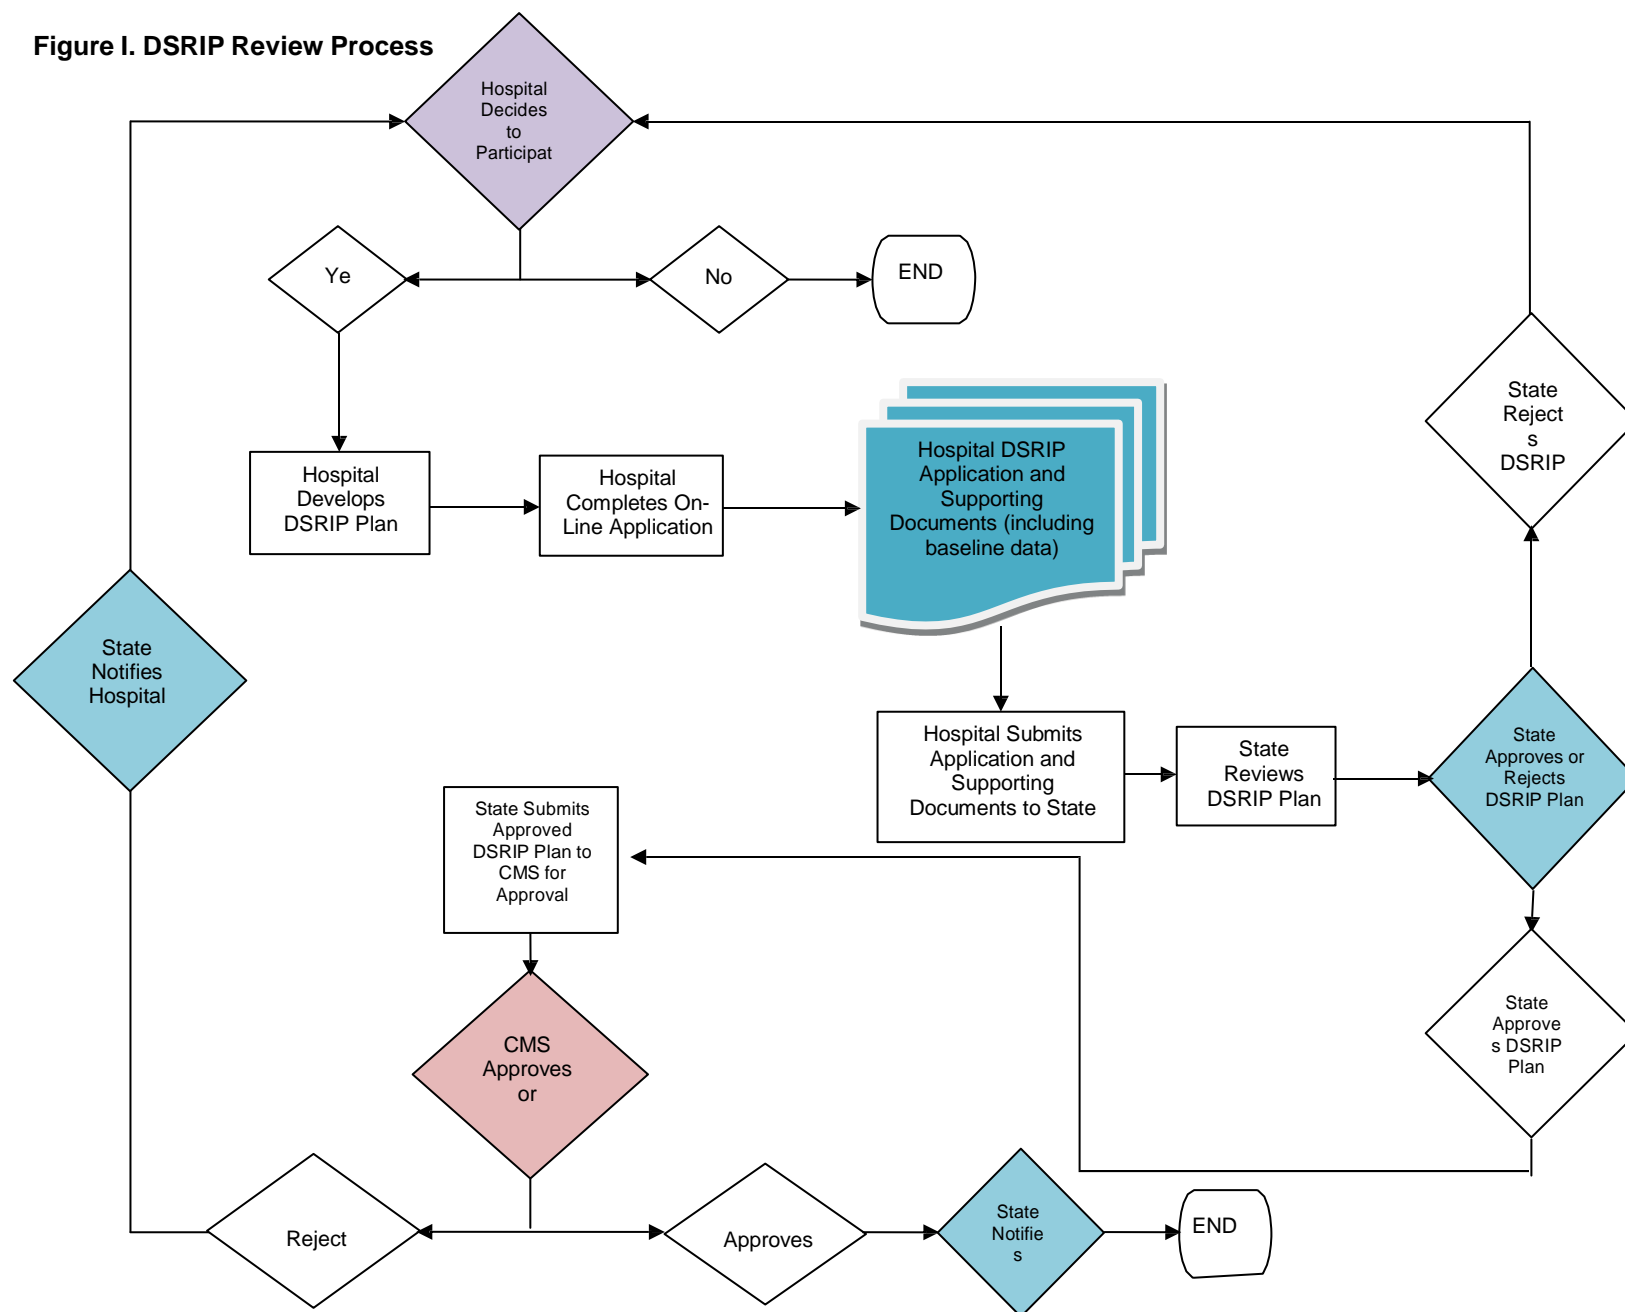 Figure I. DSRIP Review Process
Hospital
Decides
to
Participat
Ye
No
END
State
Reject
s
DSRIP
Hospital
Develops
DSRIP Plan
Hospital
Completes On-
Line Application
Hospital DSRIP
Application and
Supporting
Documents (including
baseline data)
State
Notifies
Hospital
Hospital Submits
Application and
Supporting
Documents to State
State
Reviews
DSRIP Plan
State
Approves or
Rejects
DSRIP Plan
State Submits
Approved
DSRIP Plan to
CMS for
Approval
State
Approve
s DSRIP
Plan
CMS
Approves
or
Reject
Approves
State
Notifie
s
END